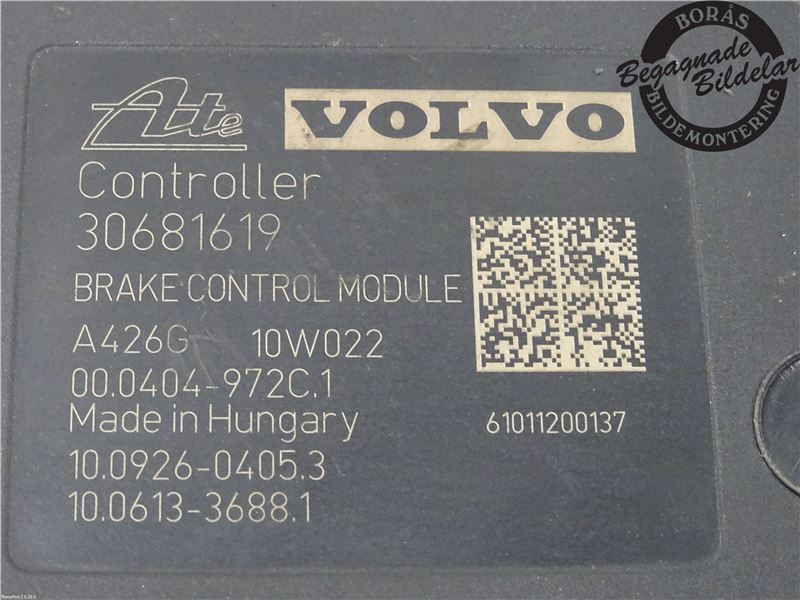 Ate VOLVO
Controller
30681619
BRAKE CONTROL MODULE
A426G 10W022
00.0404-972C.1
Made in Hungary
61011200137
10.0926-0405.3
10.0613-3688.1
BORÅS
Begagnade
Bildelar
BILDEMONTERING